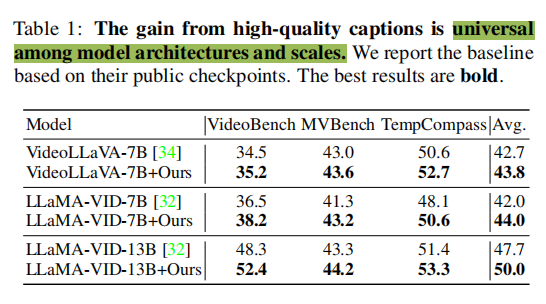 Table 1: The gain from high-quality captions is universal
among model architectures and scales. We report the baseline
based on their public checkpoints. The best results are bold.
Model VideoBench MVBench TempCompass Avg.
VideoLLaVA-7B [34] 34.5 43.0 50.6 42.7
VideoLLaVA-7B+Ours 35.2 43.6 52.7 43.8
LLaMA-VID-7B [32] 36.5 41.3 48.1 42.0
LLaMA-VID-7B+Ours 38.2 43.2 50.6 44.0
LLaMA-VID-13B [32] 48.3 43.3 51.4 47.7
LLaMA-VID-13B+Ours 52.4 44.2 53.3 50.0